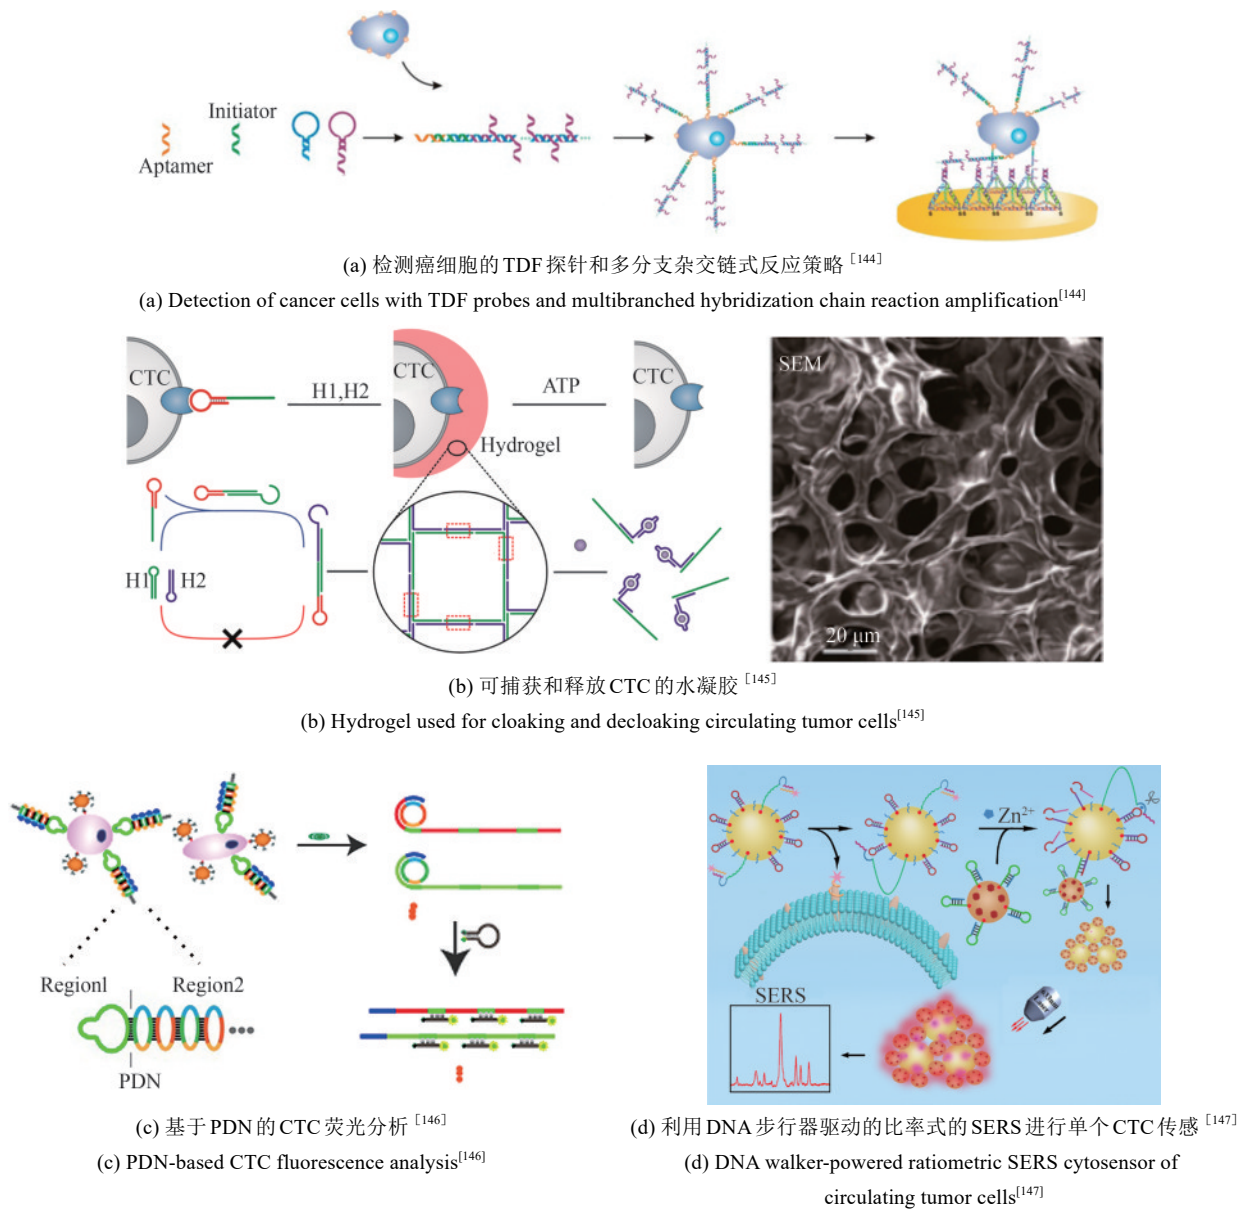 Initiator
Aptamer
(a) 检测癌细胞的TDF探针和多分支杂交链式反应策略［144］
(a) Detection of cancer cells with TDF probes and multibranched hybridization chain reaction amplification[144]
CTC
H1,H2
CTC
ATP
CTC
SEM
Hydrogel
H1
H2
20 μm
(b) 可捕获和释放CTC的水凝胶［145］
(b) Hydrogel used for cloaking and decloaking circulating tumor cells[145]
Zn2+
Region1
Region2
SERS
PDN
(c) 基于PDN的CTC荧光分析［146］
(c) PDN-based CTC fluorescence analysis[146]
(d) 利用DNA步行器驱动的比率式的SERS进行单个CTC传感［147］
(d) DNA walker-powered ratiometric SERS cytosensor of
circulating tumor cells[147]